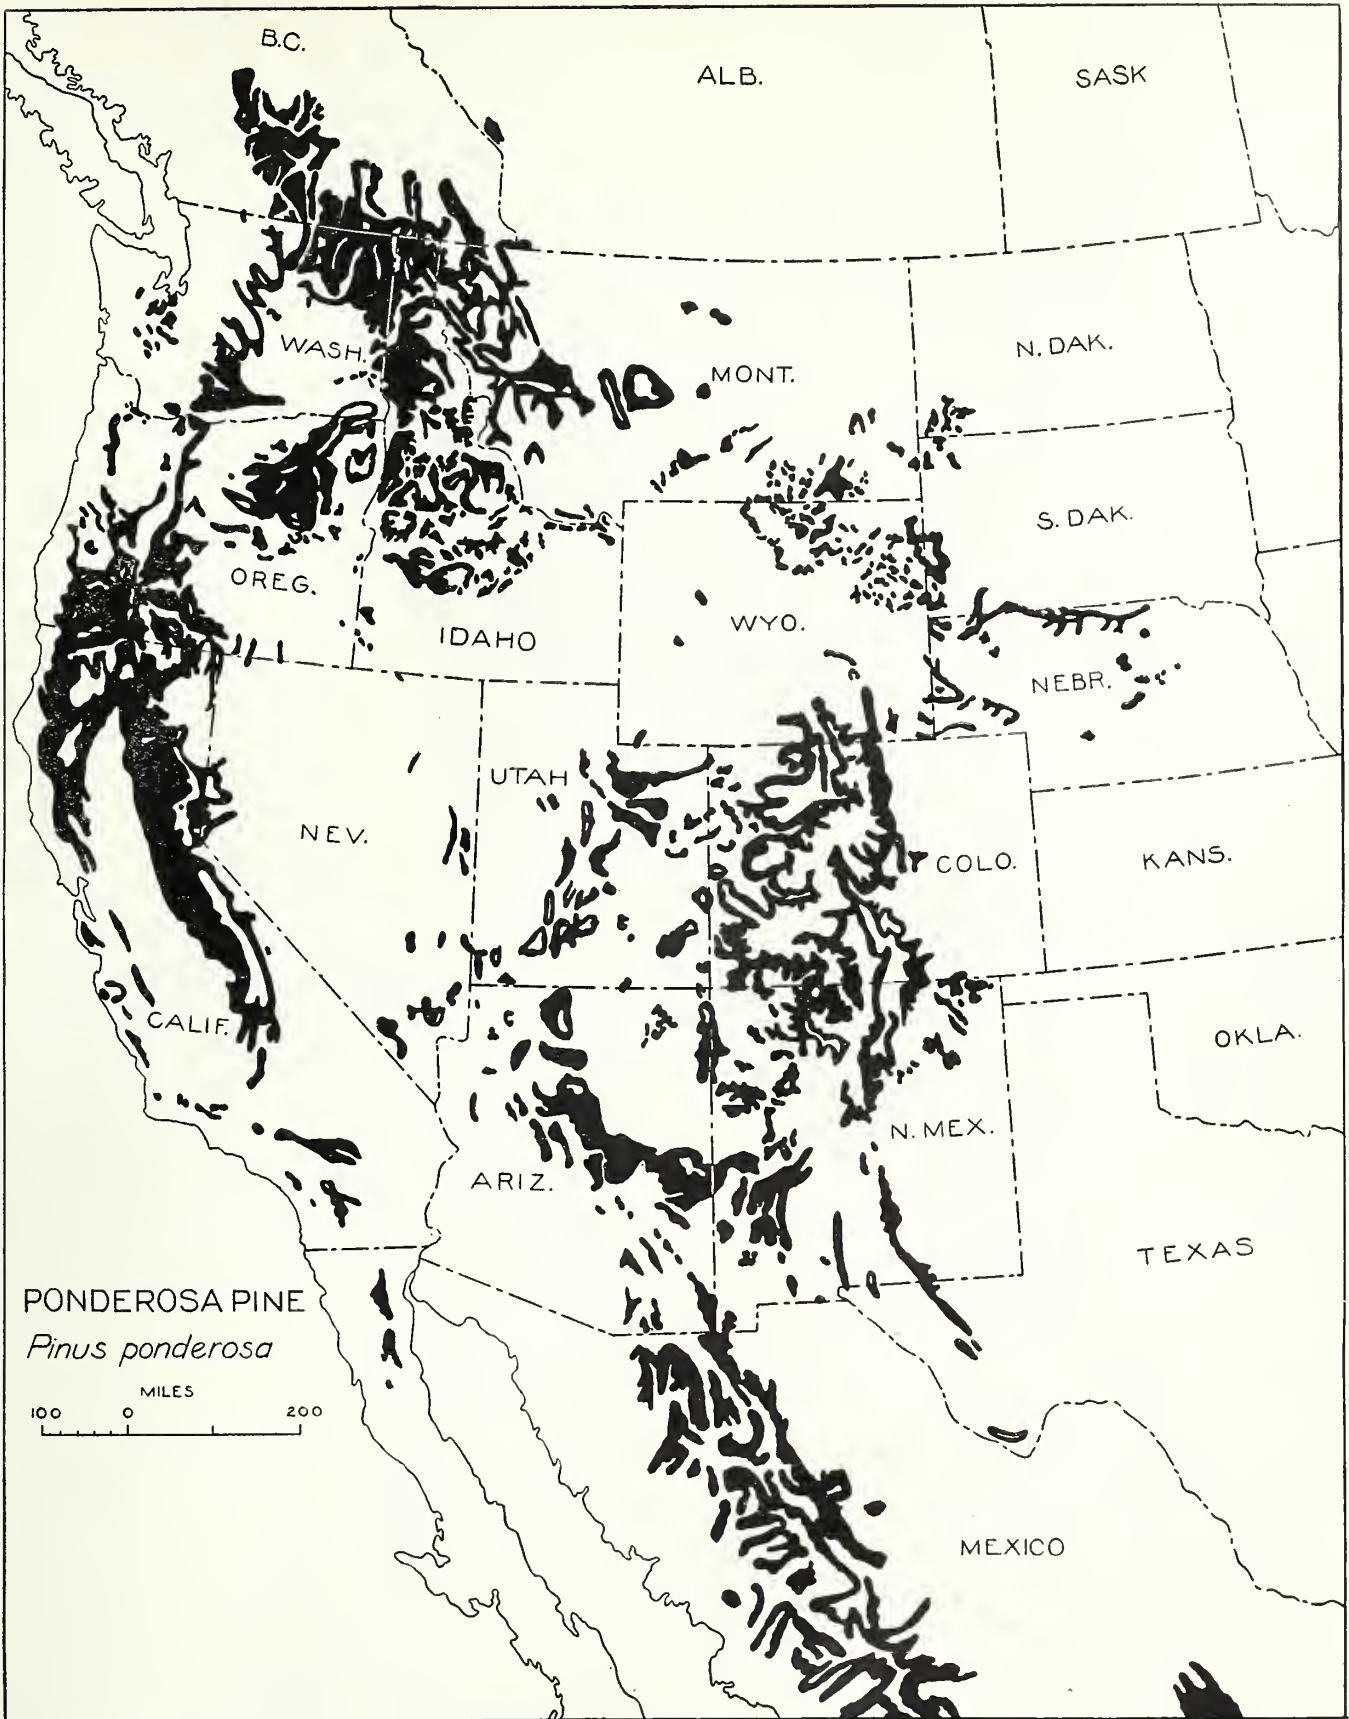 B.C.
ALB.
SASK
WASH.
MONT.
N. DAK.
S. DAK.
OREG.
IDAHO
WYO.
NEBR.
UTAH
NEV.
COLO.
KANS.
CALIF.
OKLA.
N. MEX.
ARIZ.
TEXAS
PONDEROSA PINE
Pinus ponderosa
MILES
100 0 200
MEXICO